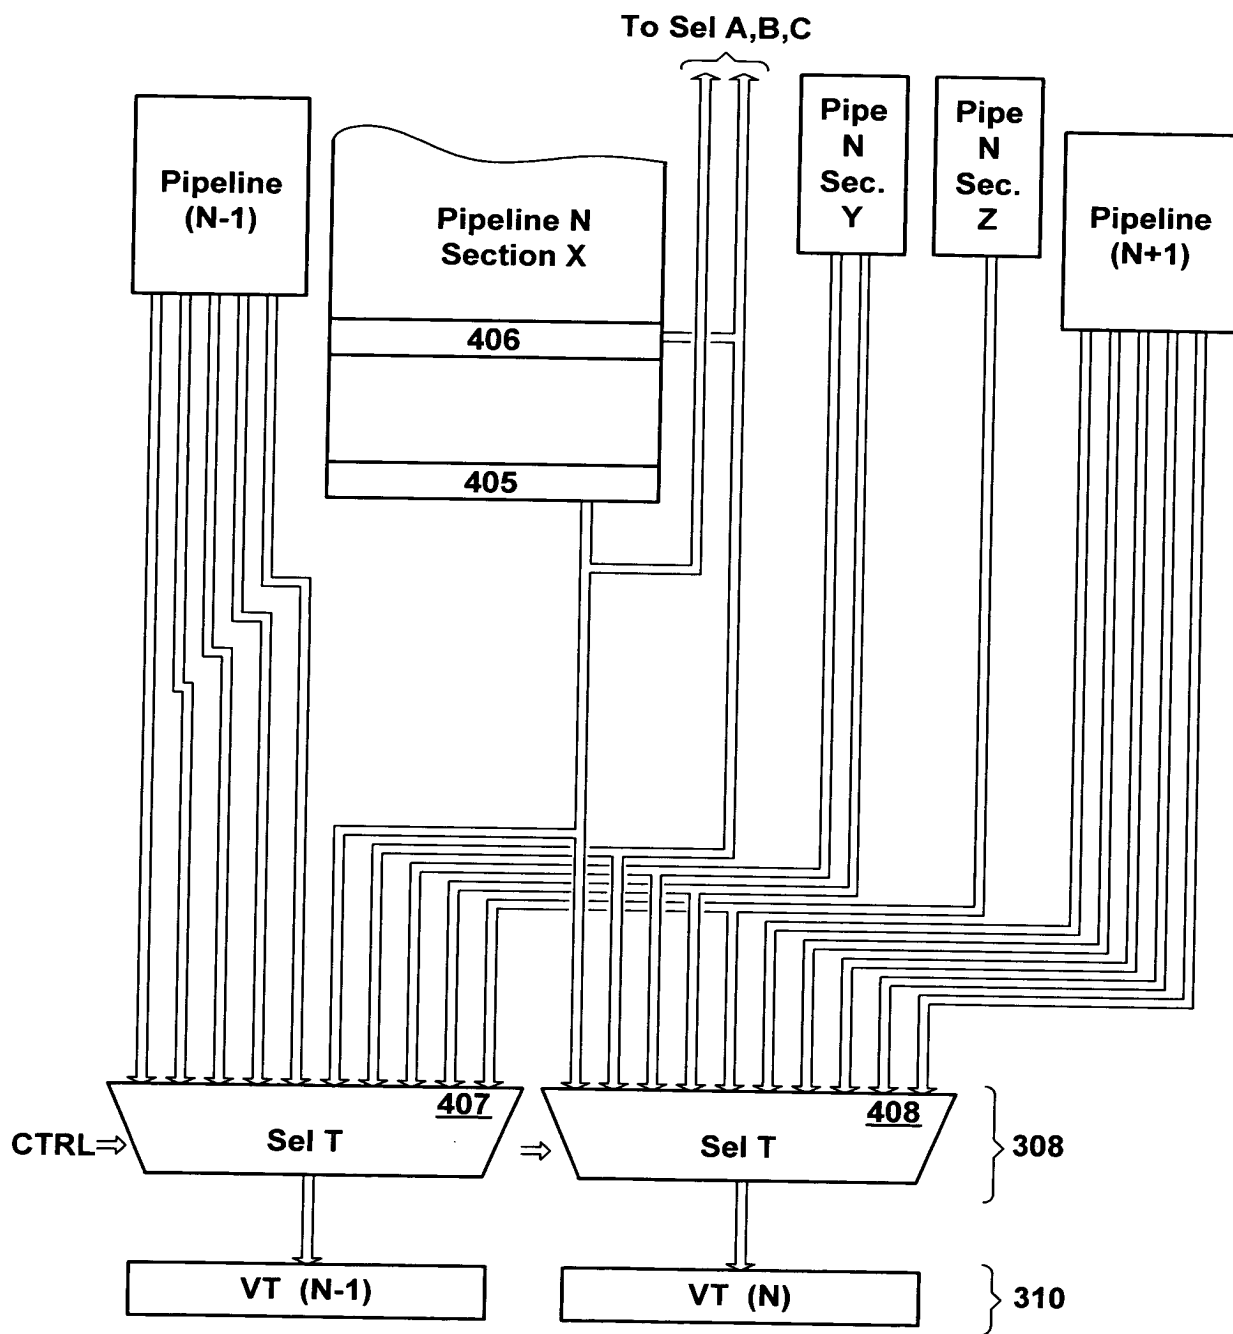 To Sel A,B,C
Pipeline
(N-1)
Pipeline N
Section X
406
405
Pipe
N
Sec.
Y
Pipe
N
Sec.
Z
Pipeline
(N+1)
CTRL
407
Sel T
408
Sel T
308
VT (N-1)
VT (N)
310